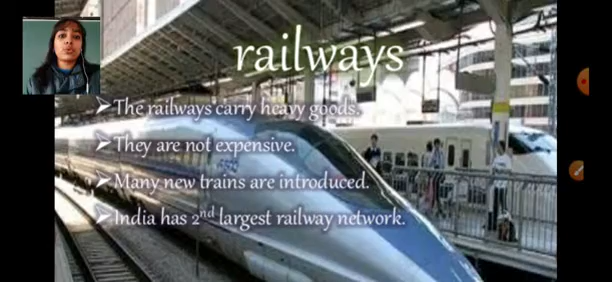 railways
➢The railways carry heavy goods.
➢They are not expensive.
➢Many new trains are introduced.
➢India has 2nd largest railway network.